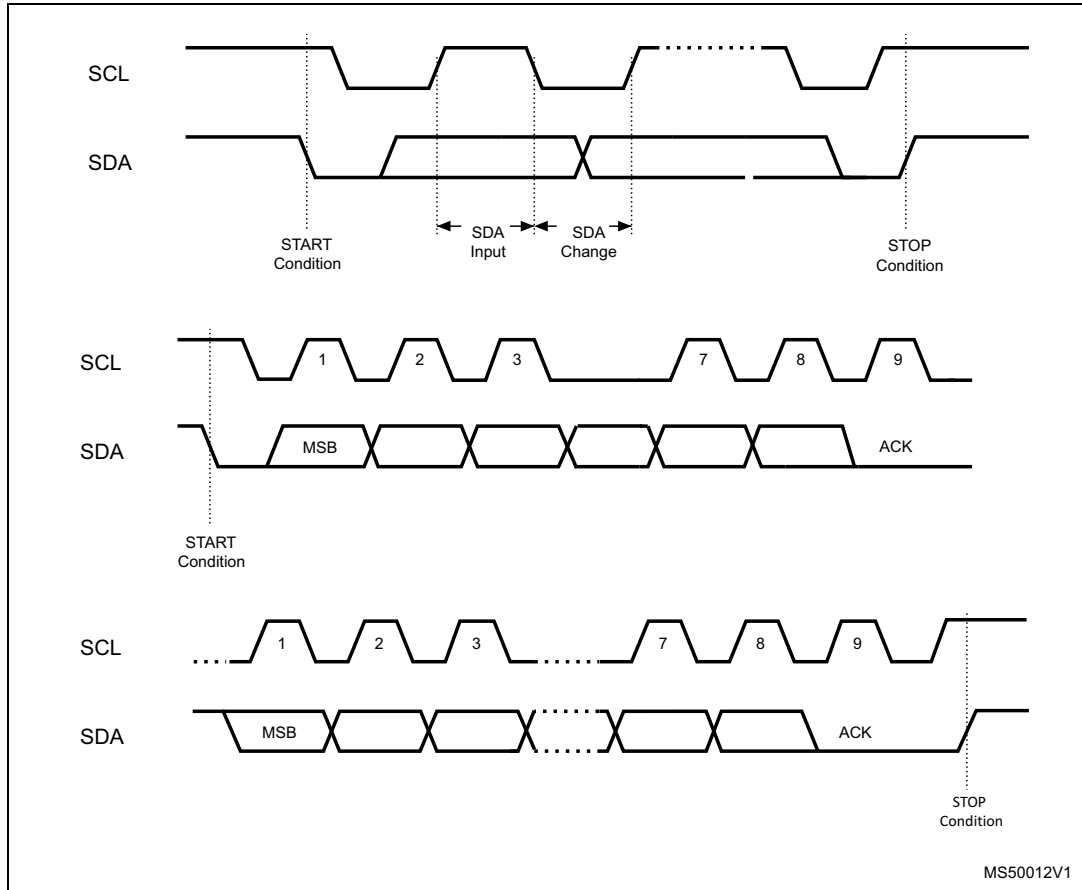 SCL
SDA
START
Condition
SDA
Input
SDA
Change
STOP
Condition
SCL
1 2 3 7 8 9
SDA
MSB ACK
START
Condition
SCL
1 2 3 7 8 9
SDA
MSB ACK
STOP
Condition
MS50012V1